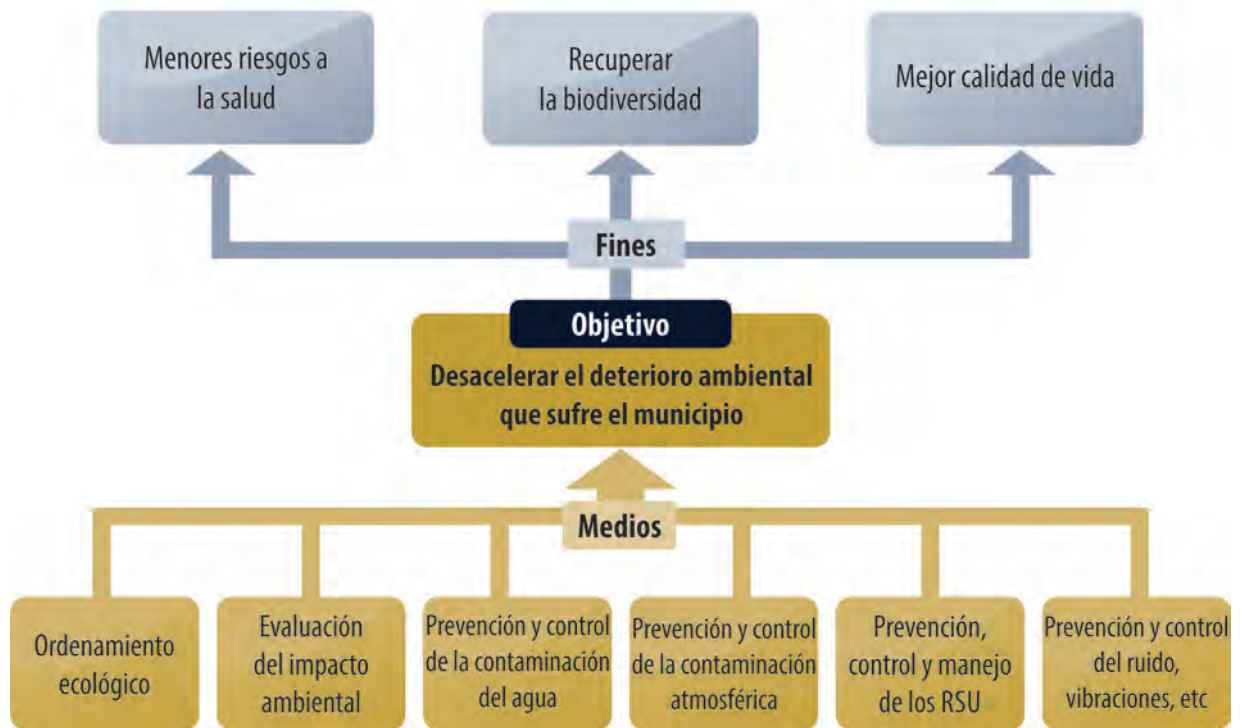 Menores riesgos a
la salud
Recuperar
la biodiversidad
Mejor calidad de vida
Fines
Objetivo
Desacelerar el deterioro ambiental
que sufre el municipio
Medios
Ordenamiento
ecológico
Evaluación
del impacto
ambiental
Prevención y control
de la contaminación
del agua
Prevención y control
de la contaminación
atmosférica
Prevención,
control y manejo
de los RSU
Prevención y control
del ruido,
vibraciones, etc